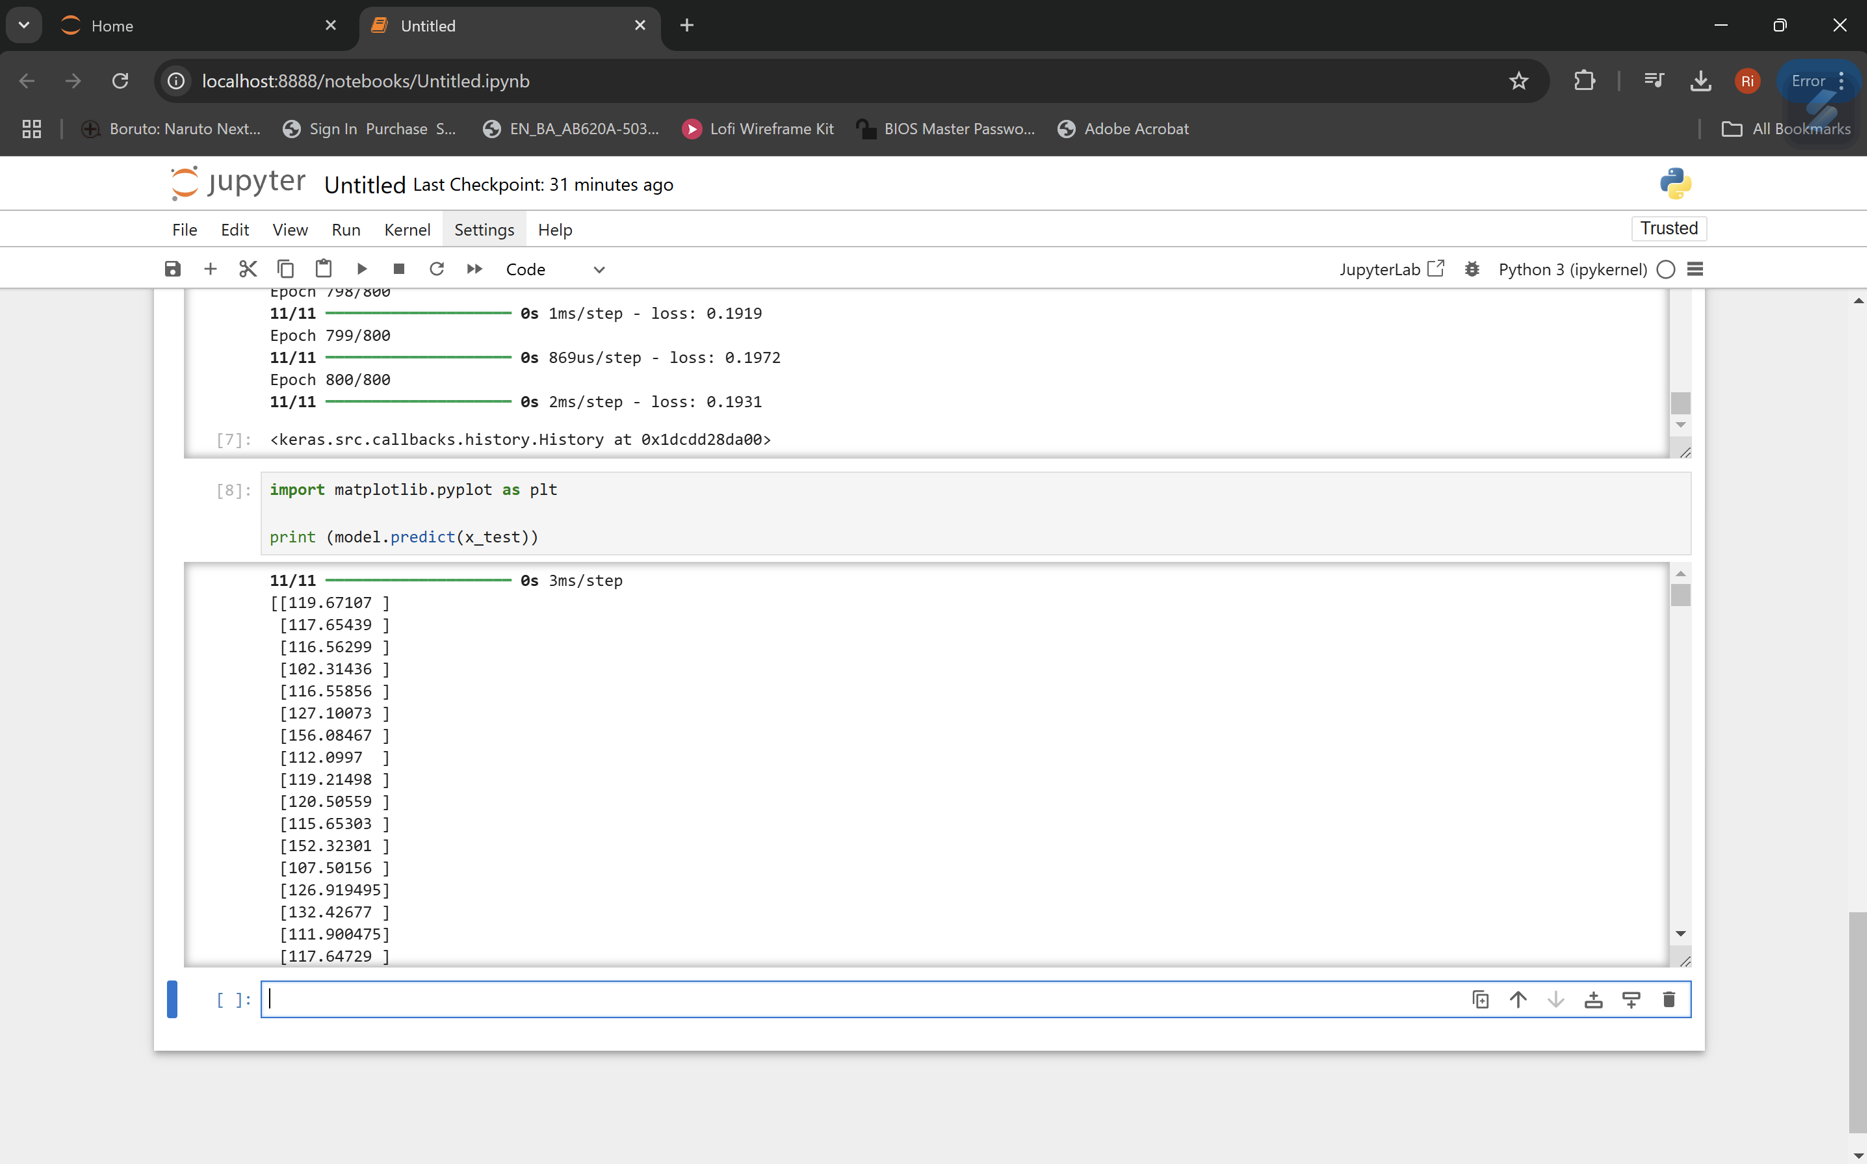 Home
Untitled
localhost:8888/notebooks/Untitled.ipynb
Ri
Error
Boruto: Naruto Next...
Sign In Purchase S...
EN_BA_AB620A-503...
Lofi Wireframe Kit
BIOS Master Passwo...
Adobe Acrobat
All Bookmarks
jupyter Untitled Last Checkpoint: 31 minutes ago
File Edit View Run Kernel Settings Help
Trusted
Code
JupyterLab
Python 3 (ipykernel)
Epoch 798/800
11/11 0s 1ms/step - loss: 0.1919
Epoch 799/800
11/11 0s 869us/step - loss: 0.1972
Epoch 800/800
11/11 0s 2ms/step - loss: 0.1931
[7]: <keras.src.callbacks.history.History at 0x1dcdd28da00>
[8]: import matplotlib.pyplot as plt
print (model.predict(x_test))
11/11 0s 3ms/step
[[119.67107 ]
[117.65439 ]
[116.56299 ]
[102.31436 ]
[116.55856 ]
[127.10073 ]
[156.08467 ]
[112.0997  ]
[119.21498 ]
[120.50559 ]
[115.65303 ]
[152.32301 ]
[107.50156 ]
[126.919495]
[132.42677 ]
[111.900475]
[117.64729 ]
[ ]: